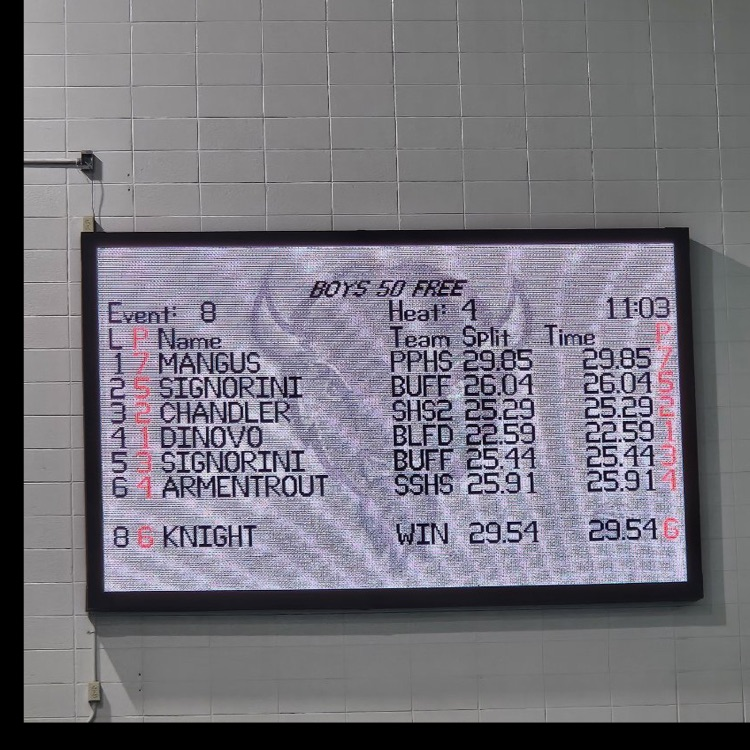 BOYS 50 FREE
Event: 8 Heat: 4 11:03
L P Name Team Split Time P
1 7 MANGUS PPHS 29.85 29.85 7
2 5 SIGNORINI BUFF 26.04 26.04 5
3 2 CHANDLER SHS2 25.29 25.29 2
4 1 DINOVO BLFD 22.59 22.59 1
5 3 SIGNORINI BUFF 25.44 25.44 3
6 4 ARMENTROUT SSHS 25.91 25.91 4
8 6 KNIGHT WIN 29.54 29.54 6